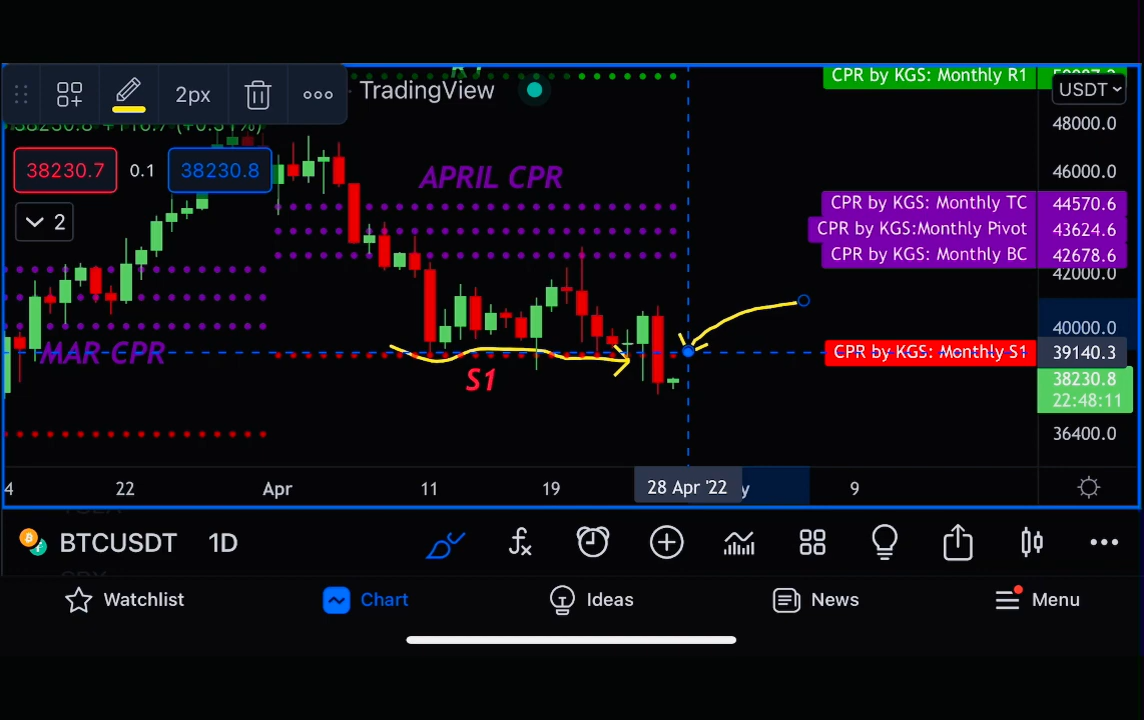 CPR by KGS: Monthly R1
2px
TradingView
USDT
48000.0
38230.7
0.1
38230.8
APRIL CPR
46000.0
2
CPR by KGS: Monthly TC 44570.6
CPR by KGS:Monthly Pivot 43624.6
CPR by KGS: Monthly BC 42678.6
42000.0
40000.0
MAR CPR
CPR by KGS: Monthly S1 39140.3
S1
38230.8
22:48:11
36400.0
4 22 Apr 11 19 28 Apr '22 9
BTCUSDT 1D
Watchlist Chart Ideas News Menu